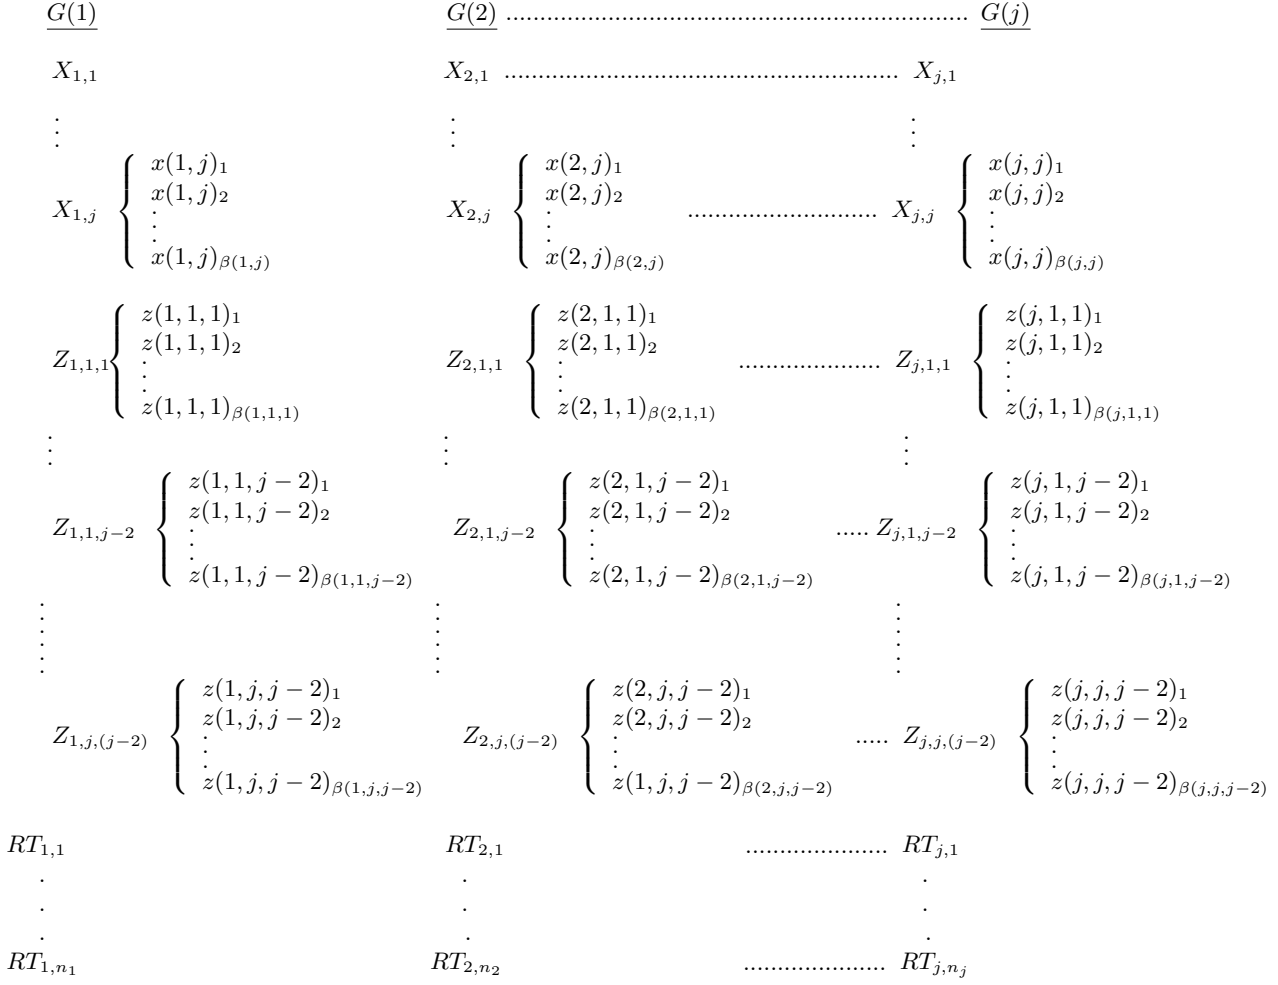 G(1) G(2) ..................................................................... G(j)
X_{1,1} X_{2,1} ........................................................... X_{j,1}
⋮ ⋮ ⋮
x(1,j)_1 x(2,j)_1 x(j,j)_1
x(1,j)_2 x(2,j)_2 x(j,j)_2
X_{1,j} { . X_{2,j} { . ............................ X_{j,j} { .
. . .
x(1,j)_{β(1,j)} x(2,j)_{β(2,j)} x(j,j)_{β(j,j)}
z(1,1,1)_1 z(2,1,1)_1 z(j,1,1)_1
z(1,1,1)_2 z(2,1,1)_2 z(j,1,1)_2
Z_{1,1,1} { . Z_{2,1,1} { . ..................... Z_{j,1,1} { .
. . .
z(1,1,1)_{β(1,1,1)} z(2,1,1)_{β(2,1,1)} z(j,1,1)_{β(j,1,1)}
⋮ ⋮ ⋮
z(1,1,j−2)_1 z(2,1,j−2)_1 z(j,1,j−2)_1
z(1,1,j−2)_2 z(2,1,j−2)_2 z(j,1,j−2)_2
Z_{1,1,j−2} { . Z_{2,1,j−2} { . ..... Z_{j,1,j−2} { .
. . .
z(1,1,j−2)_{β(1,1,j−2)} z(2,1,j−2)_{β(2,1,j−2)} z(j,1,j−2)_{β(j,1,j−2)}
⋮ ⋮ ⋮
⋮ ⋮ ⋮
z(1,j,j−2)_1 z(2,j,j−2)_1 z(j,j,j−2)_1
z(1,j,j−2)_2 z(2,j,j−2)_2 z(j,j,j−2)_2
Z_{1,j,(j−2)} { . Z_{2,j,(j−2)} { . ..... Z_{j,j,(j−2)} { .
. . .
z(1,j,j−2)_{β(1,j,j−2)} z(1,j,j−2)_{β(2,j,j−2)} z(j,j,j−2)_{β(j,j,j−2)}
RT_{1,1} RT_{2,1} ..................... RT_{j,1}
. . .
. . .
. . .
RT_{1,n_1} RT_{2,n_2} ..................... RT_{j,n_j}